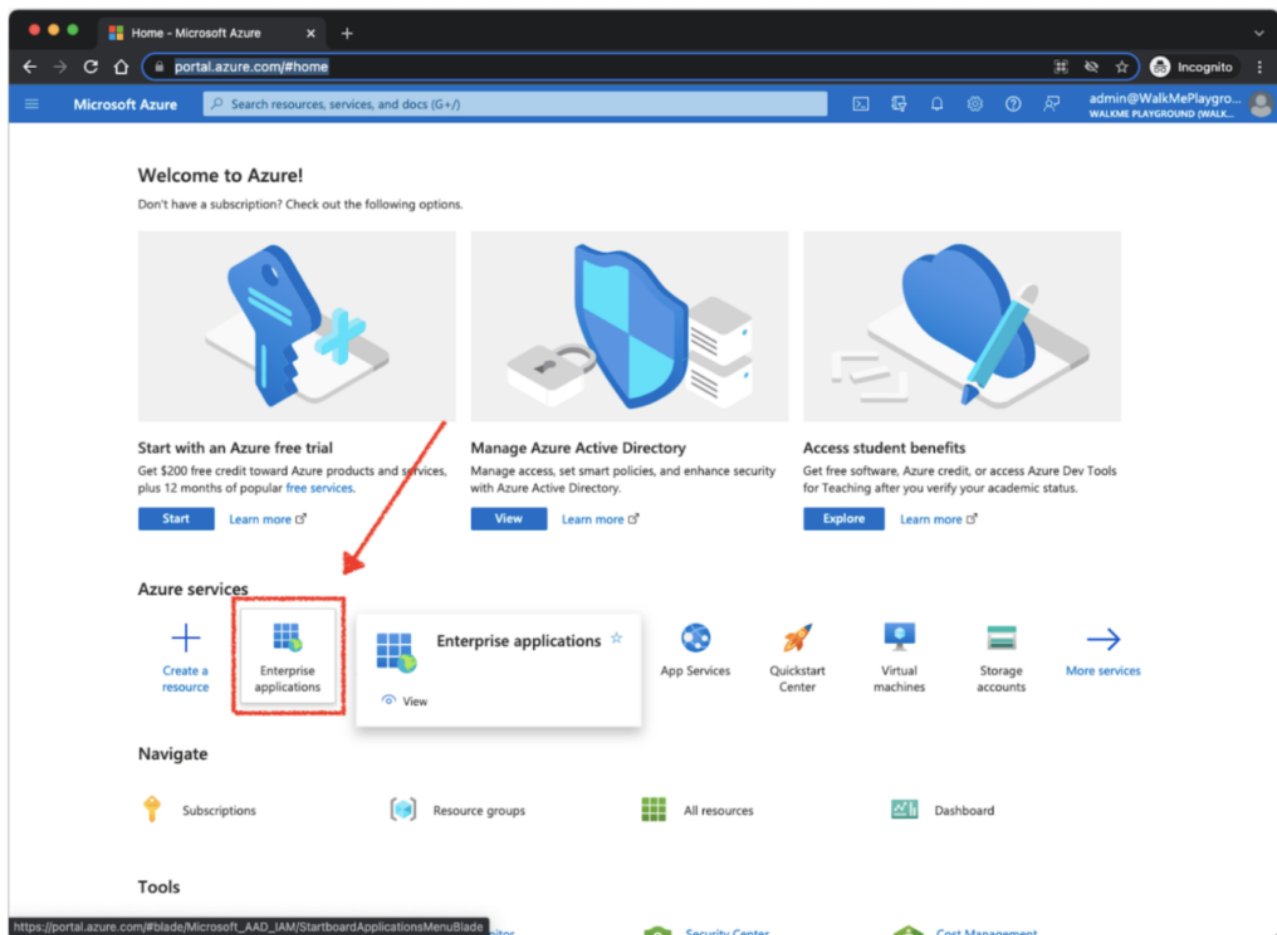 Home - Microsoft Azure
portal.azure.com/#home
Incognito
Microsoft Azure
Search resources, services, and docs (G+/)
admin@WalkMePlaygro...
WALKME PLAYGROUND (WALK...
Welcome to Azure!
Don't have a subscription? Check out the following options.
Start with an Azure free trial
Get $200 free credit toward Azure products and services,
plus 12 months of popular free services.
Start Learn more
Manage Azure Active Directory
Manage access, set smart policies, and enhance security
with Azure Active Directory.
View Learn more
Access student benefits
Get free software, Azure credit, or access Azure Dev Tools
for Teaching after you verify your academic status.
Explore Learn more
Azure services
Create a
resource
Enterprise
applications
Enterprise applications
View
App Services
Quickstart
Center
Virtual
machines
Storage
accounts
More services
Navigate
Subscriptions
Resource groups
All resources
Dashboard
Tools
https://portal.azure.com/#blade/Microsoft_AAD_IAM/StartboardApplicationsMenuBlade
Security Center
Cost Management